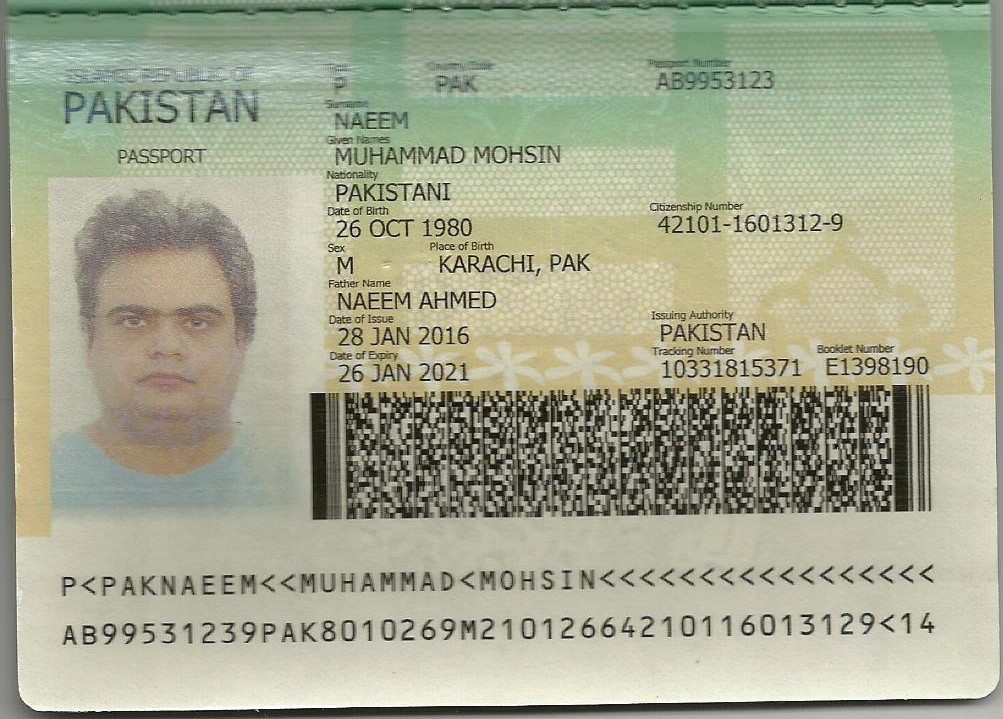 ISLAMIC REPUBLIC OF
PAKISTAN
PASSPORT
Type Country Code Passport Number
P PAK AB9953123
Surname
NAEEM
Given Names
MUHAMMAD MOHSIN
Nationality
PAKISTANI
Date of Birth Citizenship Number
26 OCT 1980 42101-1601312-9
Sex Place of Birth
M KARACHI, PAK
Father Name
NAEEM AHMED
Date of Issue Issuing Authority
28 JAN 2016 PAKISTAN
Date of Expiry Tracking Number Booklet Number
26 JAN 2021 10331815371 E1398190
P<PAKNAEEM<<MUHAMMAD<MOHSIN<<<<<<<<<<<<<<<<<
AB99531239PAK8010269M21012664210116013129<14